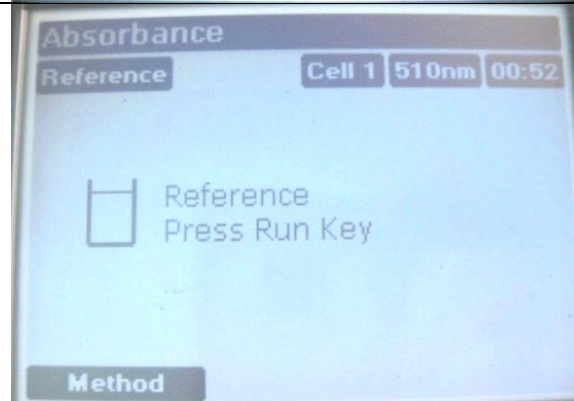 Absorbance
Reference Cell 1 510nm 00:52
Reference
Press Run Key
Method